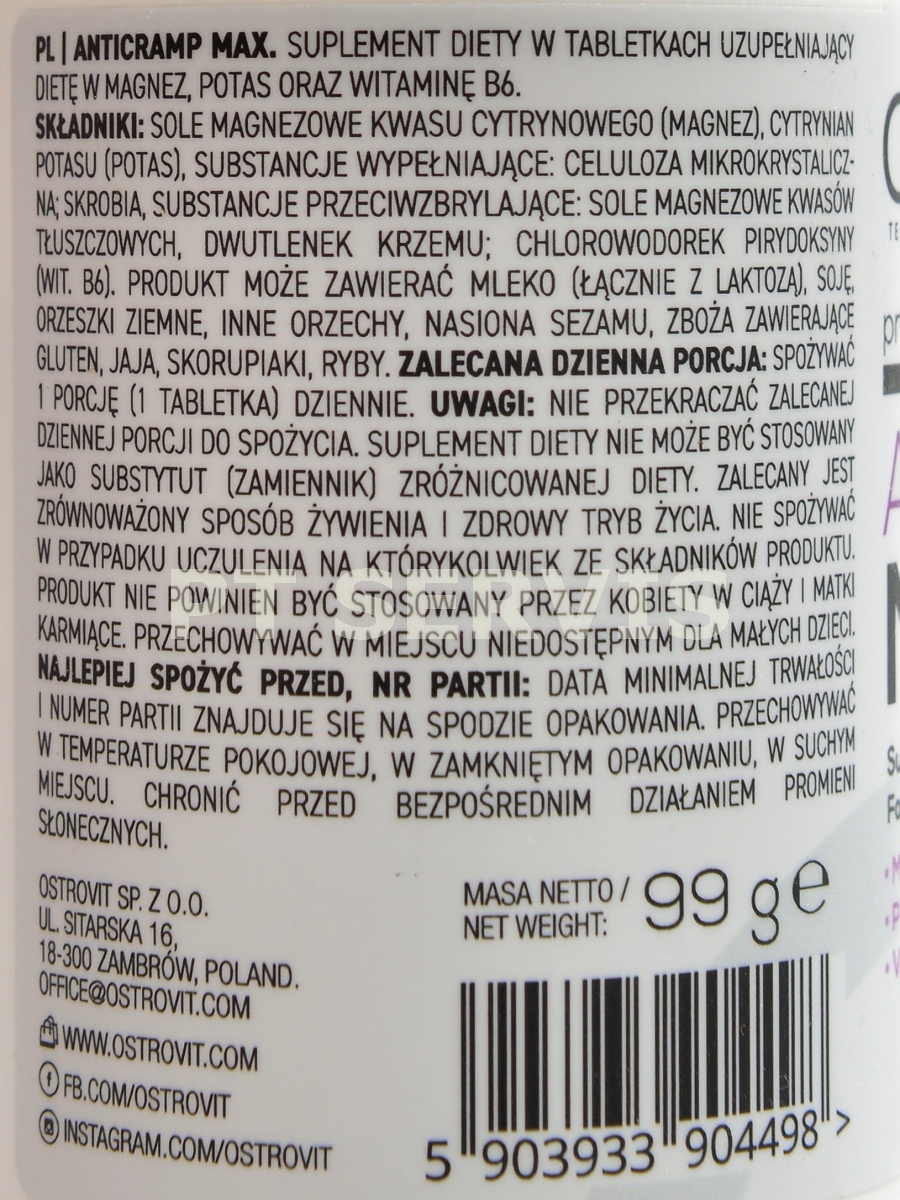 PL | ANTICRAMP MAX. SUPLEMENT DIETY W TABLETKACH UZUPEŁNIAJĄCY
DIETĘ W MAGNEZ, POTAS ORAZ WITAMINĘ B6.
SKŁADNIKI: SOLE MAGNEZOWE KWASU CYTRYNOWEGO (MAGNEZ), CYTRYNIAN
POTASU (POTAS), SUBSTANCJE WYPEŁNIAJĄCE: CELULOZA MIKROKRYSTALICZ-
NA; SKROBIA, SUBSTANCJE PRZECIWZBRYLAJĄCE: SOLE MAGNEZOWE KWASÓW
TŁUSZCZOWYCH, DWUTLENEK KRZEMU; CHLOROWODOREK PIRYDOKSYNY
(WIT. B6). PRODUKT MOŻE ZAWIERAĆ MLEKO (ŁĄCZNIE Z LAKTOZĄ), SOJĘ,
ORZESZKI ZIEMNE, INNE ORZECHY, NASIONA SEZAMU, ZBOŻA ZAWIERAJĄCE
GLUTEN, JAJA, SKORUPIAKI, RYBY. ZALECANA DZIENNA PORCJA: SPOŻYWAĆ
1 PORCJĘ (1 TABLETKA) DZIENNIE. UWAGI: NIE PRZEKRACZAĆ ZALECANEJ
DZIENNEJ PORCJI DO SPOŻYCIA. SUPLEMENT DIETY NIE MOŻE BYĆ STOSOWANY
JAKO SUBSTYTUT (ZAMIENNIK) ZRÓŻNICOWANEJ DIETY. ZALECANY JEST
ZRÓWNOWAŻONY SPOSÓB ŻYWIENIA I ZDROWY TRYB ŻYCIA. NIE SPOŻYWAĆ
W PRZYPADKU UCZULENIA NA KTÓRYKOLWIEK ZE SKŁADNIKÓW PRODUKTU.
PRODUKT NIE POWINIEN BYĆ STOSOWANY PRZEZ KOBIETY W CIĄŻY I MATKI
KARMIĄCE. PRZECHOWYWAĆ W MIEJSCU NIEDOSTĘPNYM DLA MAŁYCH DZIECI.
NAJLEPIEJ SPOŻYĆ PRZED, NR PARTII: DATA MINIMALNEJ TRWAŁOŚCI
I NUMER PARTII ZNAJDUJE SIĘ NA SPODZIE OPAKOWANIA. PRZECHOWYWAĆ
W TEMPERATURZE POKOJOWEJ, W ZAMKNIĘTYM OPAKOWANIU, W SUCHYM
MIEJSCU. CHRONIĆ PRZED BEZPOŚREDNIM DZIAŁANIEM PROMIENI
SŁONECZNYCH.
PT SERVIS
OSTROVIT SP. Z O.O.
UL. SITARSKA 16,
18-300 ZAMBRÓW, POLAND.
OFFICE@OSTROVIT.COM
WWW.OSTROVIT.COM
FB.COM/OSTROVIT
INSTAGRAM.COM/OSTROVIT
MASA NETTO / 99 g e
NET WEIGHT:
5 903933 904498 >